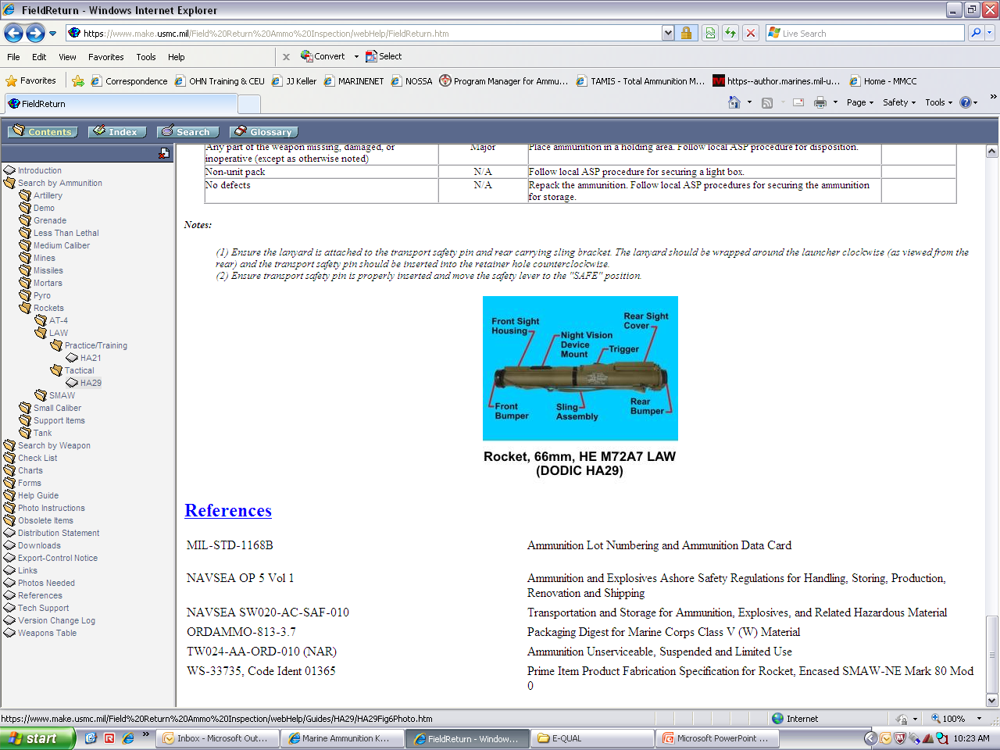 FieldReturn - Windows Internet Explorer
https://www.make.usmc.mil/Field%20Return%20Ammo%20Inspection/webHelp/FieldReturn.htm
Live Search
File Edit View Favorites Tools Help
x Convert Select
Favorites Correspondence OHN Training & CEU JJ Keller MARINENET NOSSA Program Manager for Ammu... TAMIS - Total Ammunition M... https--author.marines.mil-u... Home - MMCC
FieldReturn
Page Safety Tools
Contents Index Search Glossary
Introduction
Search by Ammunition
Artillery
Demo
Grenade
Less Than Lethal
Medium Caliber
Mines
Missiles
Mortars
Pyro
Rockets
AT-4
LAW
Practice/Training
HA21
Tactical
HA29
SMAW
Small Caliber
Support Items
Tank
Search by Weapon
Check List
Charts
Forms
Help Guide
Photo Instructions
Obsolete Items
Distribution Statement
Downloads
Export-Control Notice
Links
Photos Needed
References
Tech Support
Version Change Log
Weapons Table
Any part of the weapon missing, damaged, or
inoperative (except as otherwise noted)
Major
Place ammunition in a holding area. Follow local ASP procedure for disposition.
Non-unit pack
N/A
Follow local ASP procedure for securing a light box.
No defects
N/A
Repack the ammunition. Follow local ASP procedures for securing the ammunition
for storage.
Notes:
(1) Ensure the lanyard is attached to the transport safety pin and rear carrying sling bracket. The lanyard should be wrapped around the launcher clockwise (as viewed from the
rear) and the transport safety pin should be inserted into the retainer hole counterclockwise.
(2) Ensure transport safety pin is properly inserted and move the safety lever to the "SAFE" position.
Front Sight
Housing
Night Vision
Device
Mount
Trigger
Rear Sight
Cover
Front
Bumper
Sling
Assembly
Rear
Bumper
Rocket, 66mm, HE M72A7 LAW
(DODIC HA29)
References
MIL-STD-1168B
Ammunition Lot Numbering and Ammunition Data Card
NAVSEA OP 5 Vol 1
Ammunition and Explosives Ashore Safety Regulations for Handling, Storing, Production,
Renovation and Shipping
NAVSEA SW020-AC-SAF-010
Transportation and Storage for Ammunition, Explosives, and Related Hazardous Material
ORDAMMO-813-3.7
Packaging Digest for Marine Corps Class V (W) Material
TW024-AA-ORD-010 (NAR)
Ammunition Unserviceable, Suspended and Limited Use
WS-33735, Code Ident 01365
Prime Item Product Fabrication Specification for Rocket, Encased SMAW-NE Mark 80 Mod
0
https://www.make.usmc.mil/Field%20Return%20Ammo%20Inspection/webHelp/Guides/HA29/HA29Fig6Photo.htm
Internet
100%
start
Inbox - Microsoft Out...
Marine Ammunition K...
FieldReturn - Window...
E-QUAL
Microsoft PowerPoint ...
10:23 AM